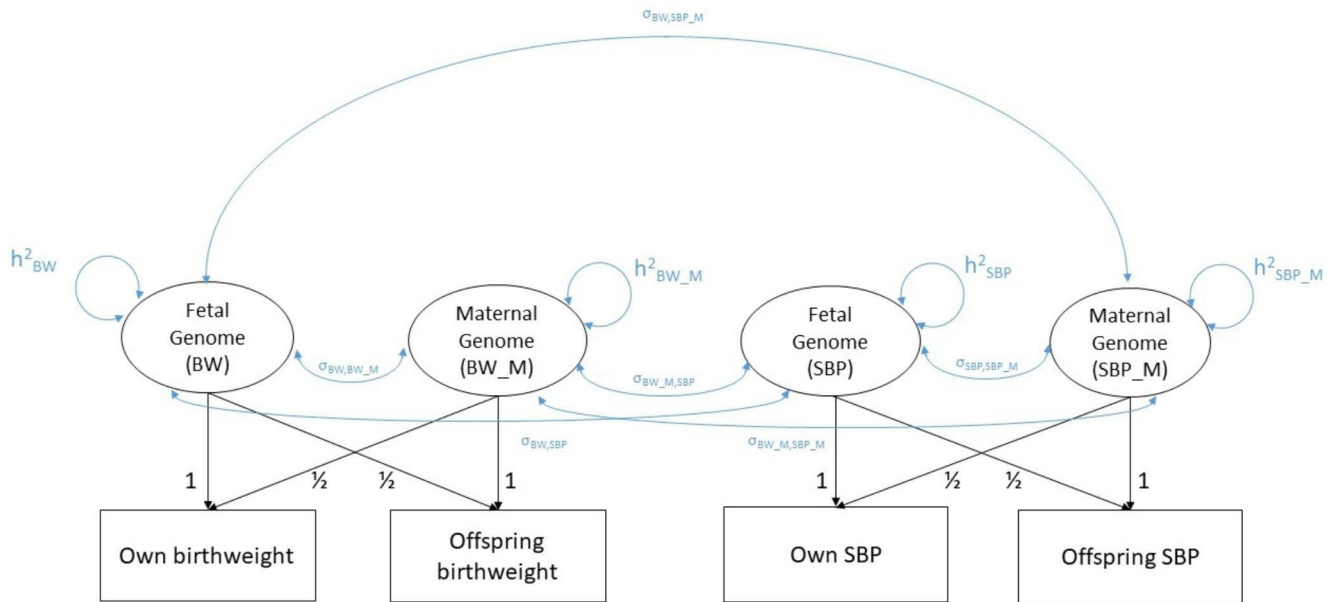 σBW,SBP_M
h²BW
h²BW_M
h²SBP
h²SBP_M
Fetal
Genome
(BW)
Maternal
Genome
(BW_M)
Fetal
Genome
(SBP)
Maternal
Genome
(SBP_M)
σBW,BW_M
σBW_M,SBP
σSBP,SBP_M
σBW,SBP
σBW_M,SBP_M
1
½
½
1
1
½
½
1
Own birthweight
Offspring
birthweight
Own SBP
Offspring SBP